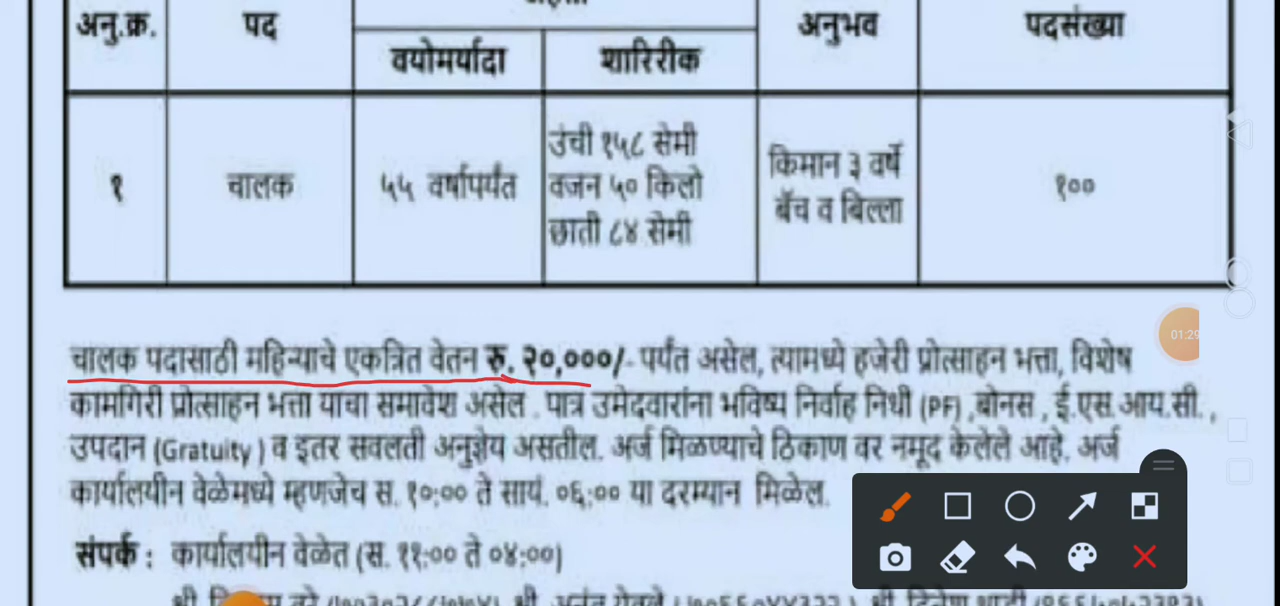 अनु.क्र. पद अनुभव पदसंख्या
वयोमर्यादा शारिरीक
१ चालक ५५ वर्षापर्यंत उंची १५८ सेमी किमान ३ वर्षे १००
वजन ५० किलो बॅच व बिल्ला
छाती ८४ सेमी
चालक पदासाठी महिन्याचे एकत्रित वेतन रु. २०,०००/- पर्यंत असेल, त्यामध्ये हजेरी प्रोत्साहन भत्ता, विशेष
01:29
कामगिरी प्रोत्साहन भत्ता याचा समावेश असेल . पात्र उमेदवारांना भविष्य निर्वाह निधी (PF) ,बोनस , ई.एस.आय.सी. ,
उपदान (Gratuity ) व इतर सवलती अनुज्ञेय असतील. अर्ज मिळण्याचे ठिकाण वर नमूद केलेले आहे. अर्ज
कार्यालयीन वेळेमध्ये म्हणजेच स. १०:०० ते सायं. ०६:०० या दरम्यान मिळेल.
संपर्क : कार्यालयीन वेळेत (स. ११:०० ते ०४:००)